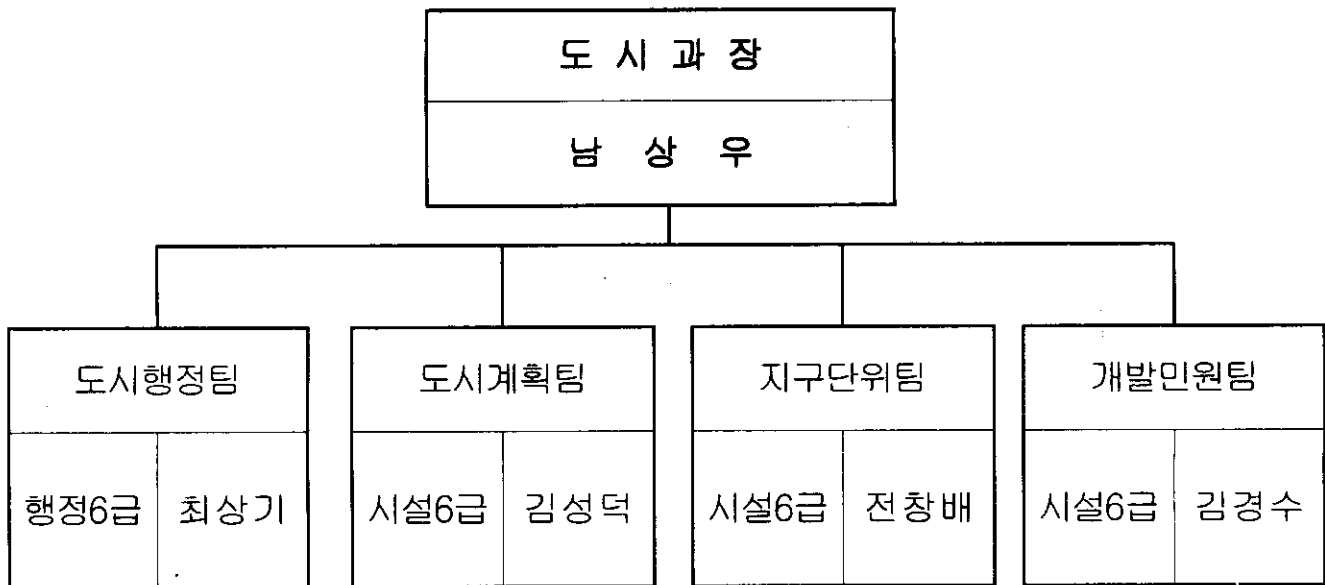 도 시 과 장
남 상 우
도시행정팀 도시계획팀 지구단위팀 개발민원팀
행정6급 최상기 시설6급 김성덕 시설6급 전창배 시설6급 김경수